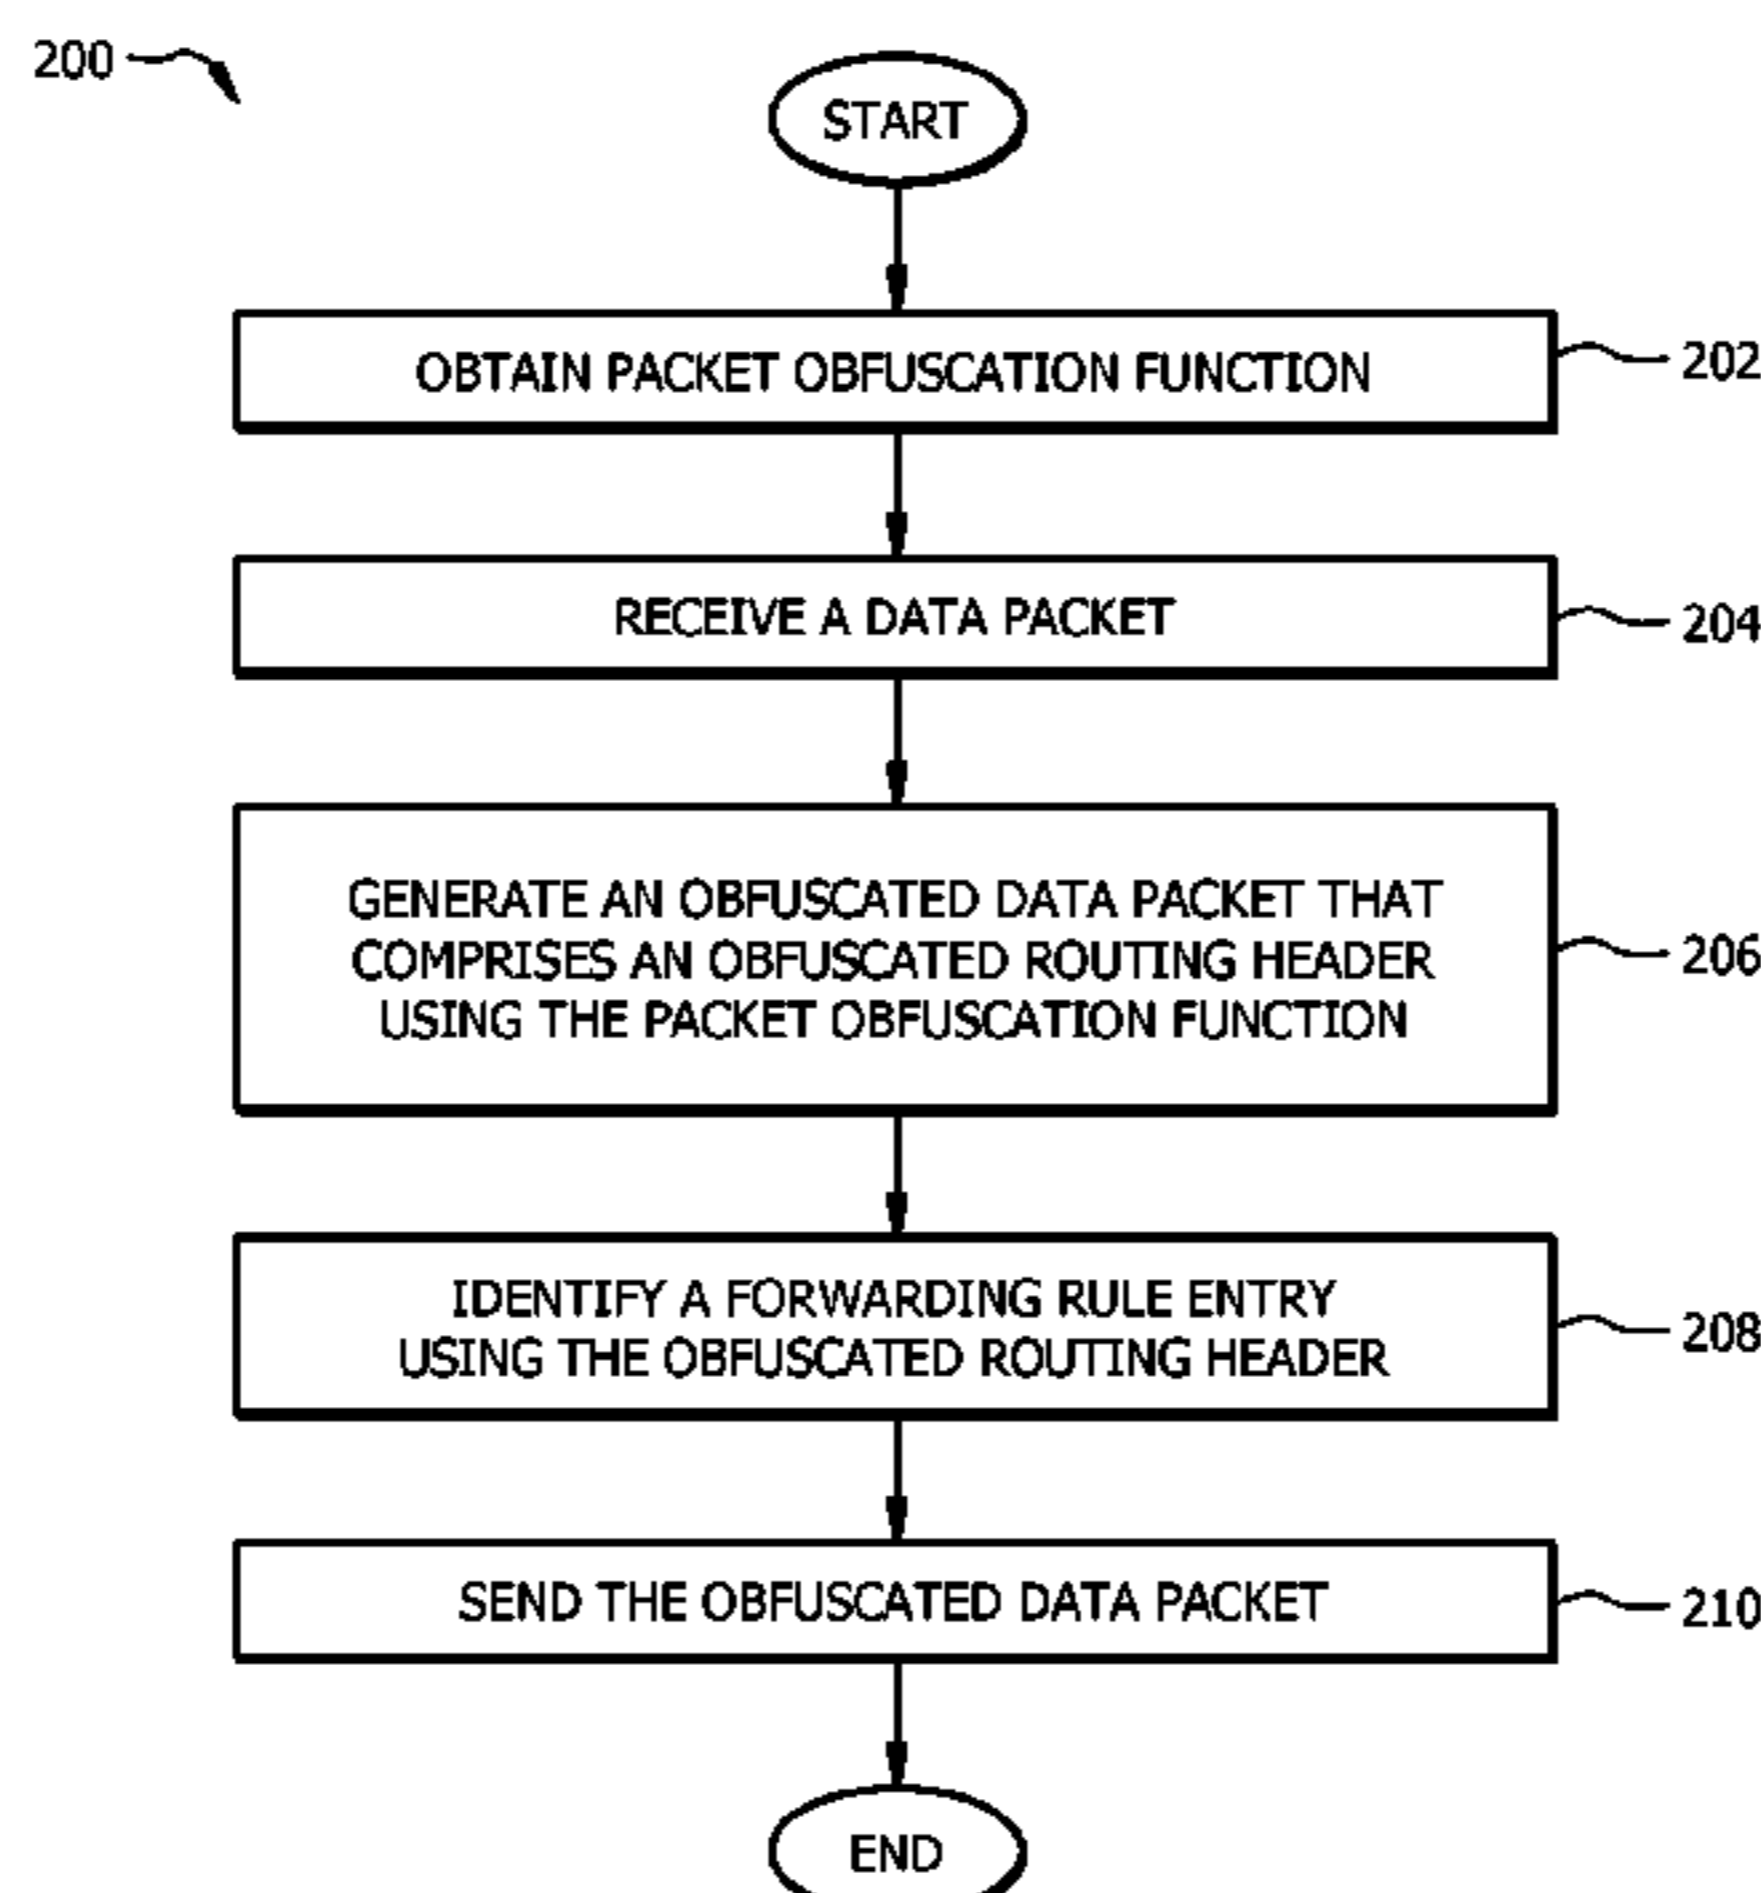 200
START
OBTAIN PACKET OBFUSCATION FUNCTION
202
RECEIVE A DATA PACKET
204
GENERATE AN OBFUSCATED DATA PACKET THAT
COMPRISES AN OBFUSCATED ROUTING HEADER
USING THE PACKET OBFUSCATION FUNCTION
206
IDENTIFY A FORWARDING RULE ENTRY
USING THE OBFUSCATED ROUTING HEADER
208
SEND THE OBFUSCATED DATA PACKET
210
END